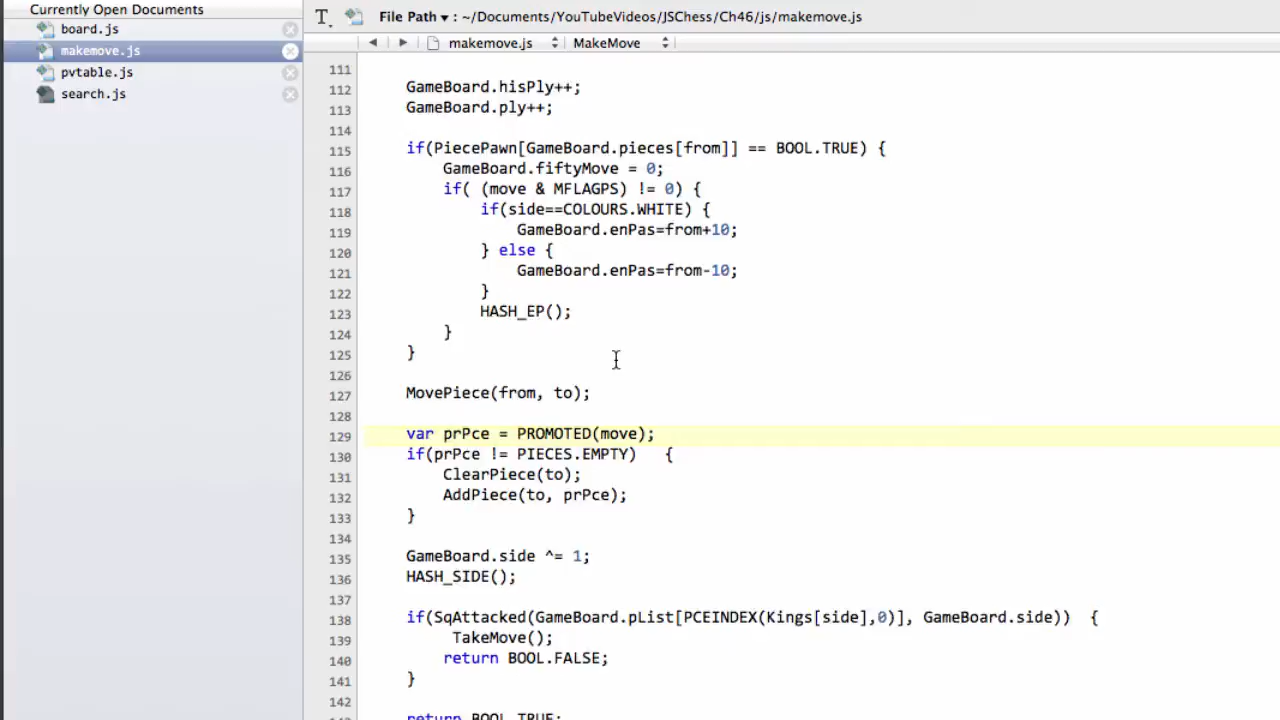 Currently Open Documents
board.js
makemove.js
pvtable.js
search.js
T. File Path ▾ : ~/Documents/YouTubeVideos/JSChess/Ch46/js/makemove.js
makemove.js MakeMove
111
112 GameBoard.hisPly++;
113 GameBoard.ply++;
114
115 if(PiecePawn[GameBoard.pieces[from]] == BOOL.TRUE) {
116 GameBoard.fiftyMove = 0;
117 if( (move & MFLAGPS) != 0) {
118 if(side==COLOURS.WHITE) {
119 GameBoard.enPas=from+10;
120 } else {
121 GameBoard.enPas=from-10;
122 }
123 HASH_EP();
124 }
125 }
126
127 MovePiece(from, to);
128
129 var prPce = PROMOTED(move);
130 if(prPce != PIECES.EMPTY) {
131 ClearPiece(to);
132 AddPiece(to, prPce);
133 }
134
135 GameBoard.side ^= 1;
136 HASH_SIDE();
137
138 if(SqAttacked(GameBoard.pList[PCEINDEX(Kings[side],0)], GameBoard.side)) {
139 TakeMove();
140 return BOOL.FALSE;
141 }
142
return BOOL.TRUE;